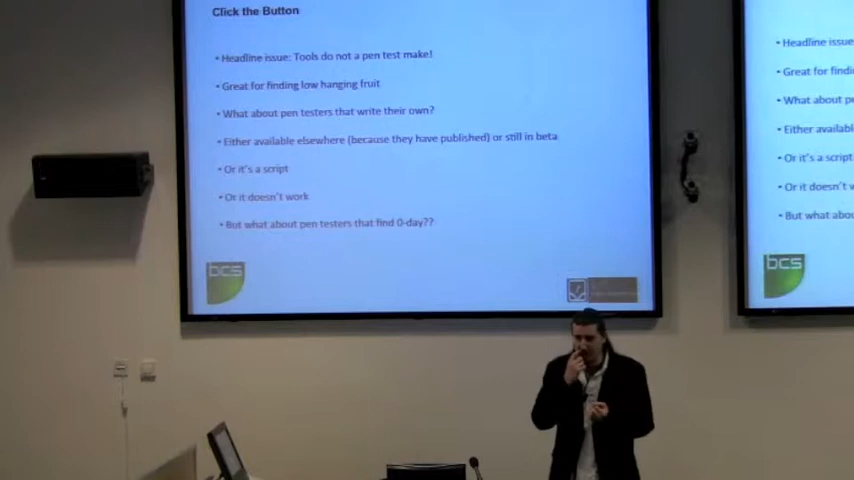 Click the Button
• Headline issue: Tools do not a pen test make!
• Great for finding low hanging fruit
• What about pen testers that write their own?
• Either available elsewhere (because they have published) or still in beta
• Or it's a script
• Or it doesn't work
• But what about pen testers that find 0-day??
bcs
• Headline issue
• Great for findi
• What about pe
• Either availabl
• Or it's a script
• Or it doesn't w
• But what abou
bcs